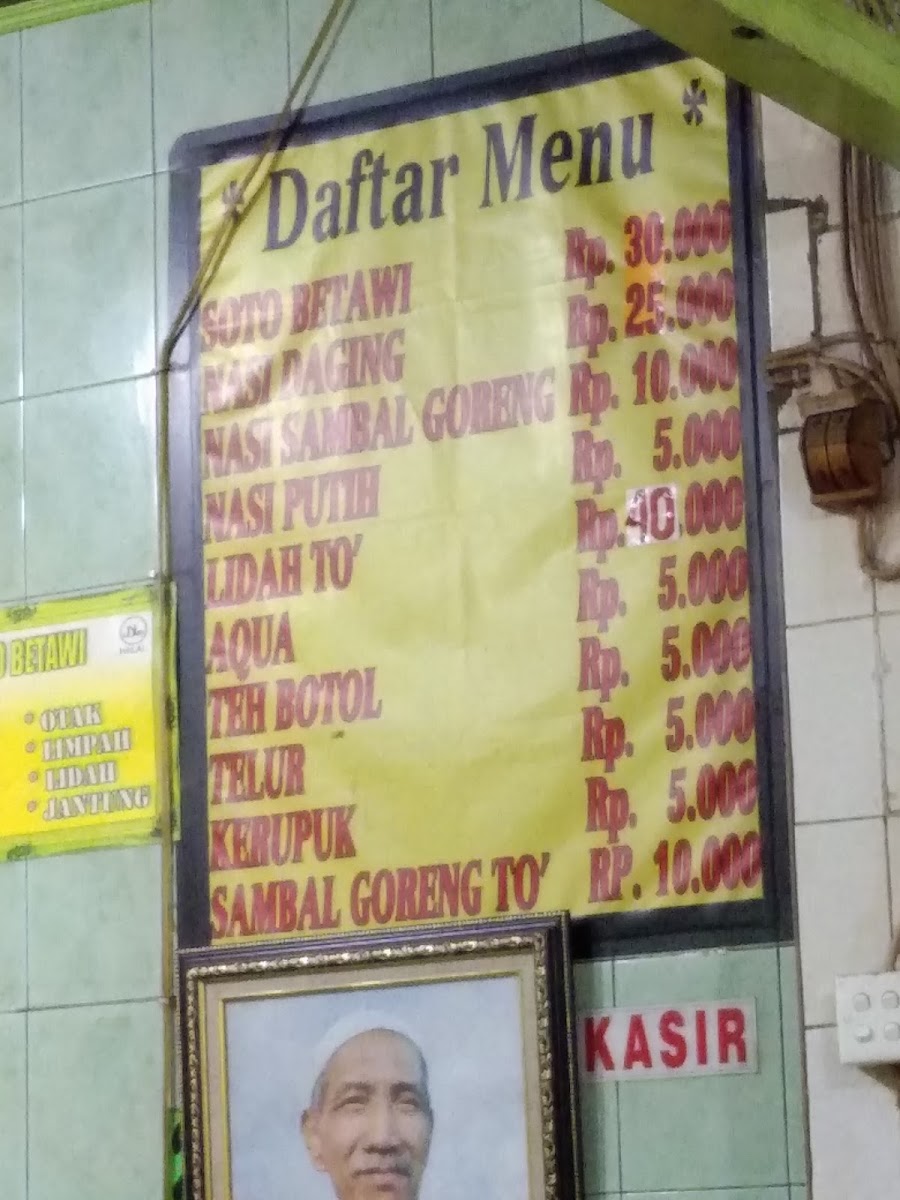 * Daftar Menu *
SOTO BETAWI Rp. 30.000
NASI DAGING Rp. 25.000
NASI SAMBAL GORENG Rp. 10.000
NASI PUTIH Rp. 5.000
LIDAH TO' Rp. 40.000
AQUA Rp. 5.000
TEH BOTOL Rp. 5.000
TELUR Rp. 5.000
KERUPUK Rp. 5.000
SAMBAL GORENG TO' RP. 10.000
BETAWI
HALAL
* OTAK
* LIMPAH
* LIDAH
* JANTUNG
KASIR